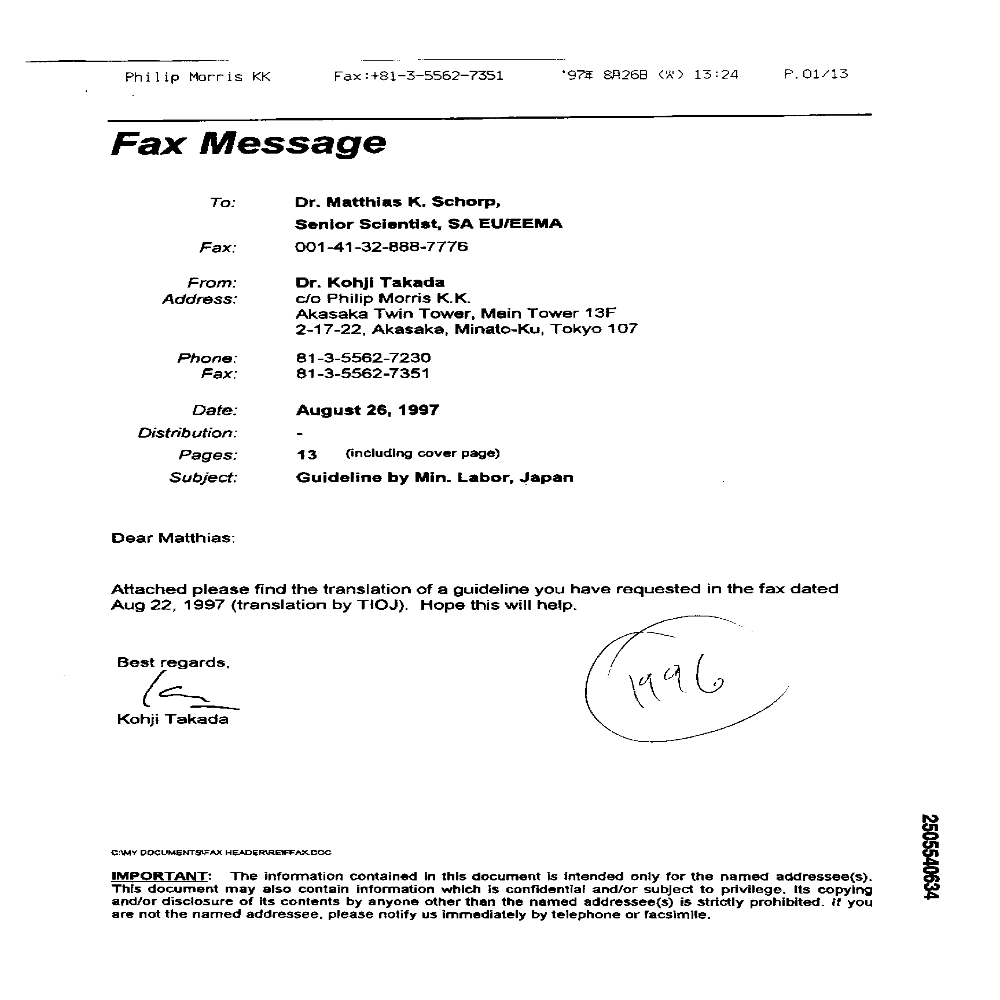 Philip Morris KK Fax:+81-3-5562-7351 '97年 8月26日 (火) 13:24 P.01/13
Fax Message
To: Dr. Matthias K. Schorp,
Senior Scientist, SA EU/EEMA
Fax: 001-41-32-888-7776
From: Dr. Kohji Takada
Address: c/o Philip Morris K.K.
Akasaka Twin Tower, Main Tower 13F
2-17-22, Akasaka, Minato-Ku, Tokyo 107
Phone: 81-3-5562-7230
Fax: 81-3-5562-7351
Date: August 26, 1997
Distribution: -
Pages: 13 (including cover page)
Subject: Guideline by Min. Labor, Japan
Dear Matthias:
Attached please find the translation of a guideline you have requested in the fax dated
Aug 22, 1997 (translation by TIOJ). Hope this will help.
Best regards,
Kohji Takada
1996
C:\MY DOCUMENTS\FAX HEADER\REIFFAX.DOC
IMPORTANT: The information contained in this document is intended only for the named addressee(s).
This document may also contain information which is confidential and/or subject to privilege. Its copying
and/or disclosure of its contents by anyone other than the named addressee(s) is strictly prohibited. If you
are not the named addressee, please notify us immediately by telephone or facsimile.
2505540634